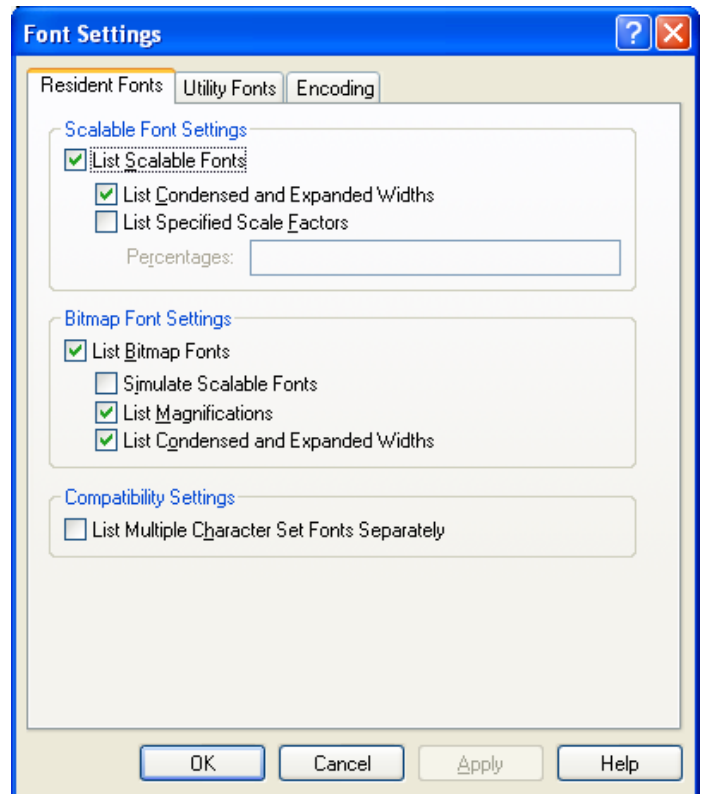 Font Settings
Resident Fonts Utility Fonts Encoding
Scalable Font Settings
List Scalable Fonts
List Condensed and Expanded Widths
List Specified Scale Factors
Percentages:
Bitmap Font Settings
List Bitmap Fonts
Simulate Scalable Fonts
List Magnifications
List Condensed and Expanded Widths
Compatibility Settings
List Multiple Character Set Fonts Separately
OK Cancel Apply Help